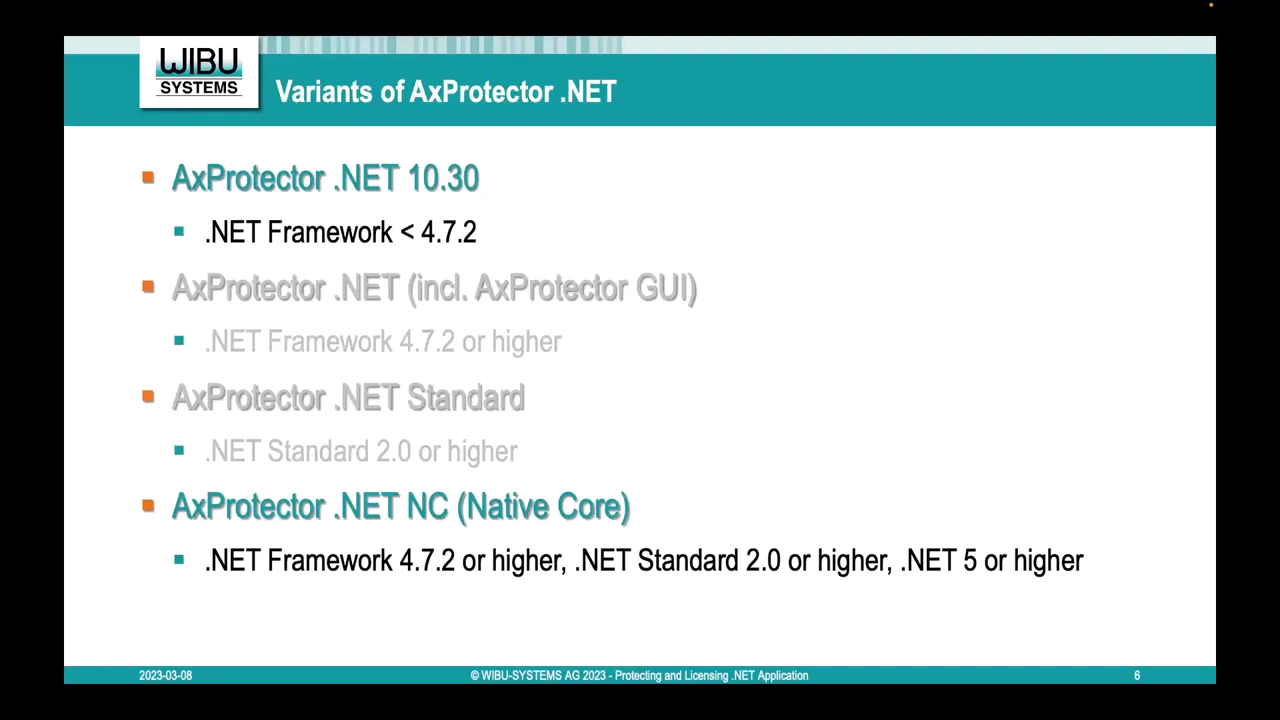 WIBU
SYSTEMS
Variants of AxProtector .NET
AxProtector .NET 10.30
.NET Framework < 4.7.2
AxProtector .NET (incl. AxProtector GUI)
.NET Framework 4.7.2 or higher
AxProtector .NET Standard
.NET Standard 2.0 or higher
AxProtector .NET NC (Native Core)
.NET Framework 4.7.2 or higher, .NET Standard 2.0 or higher, .NET 5 or higher
2023-03-08
© WIBU-SYSTEMS AG 2023 - Protecting and Licensing .NET Application
6